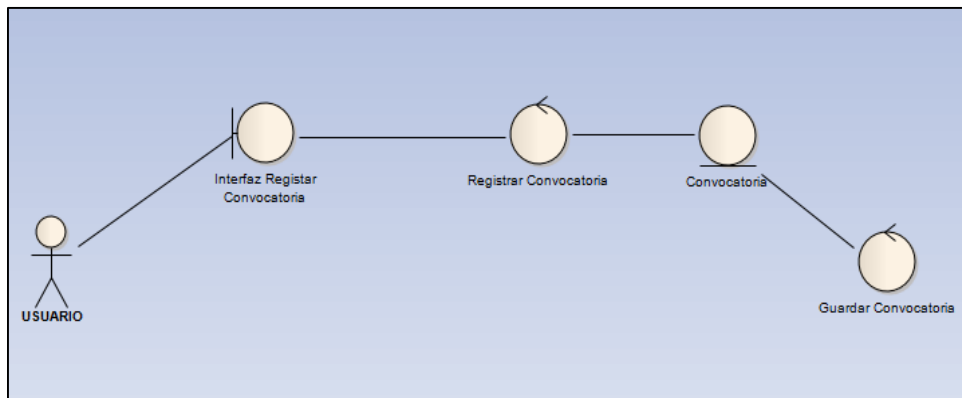 Interfaz Registar
Convocatoria
Registrar Convocatoria
Convocatoria
Guardar Convocatoria
USUARIO